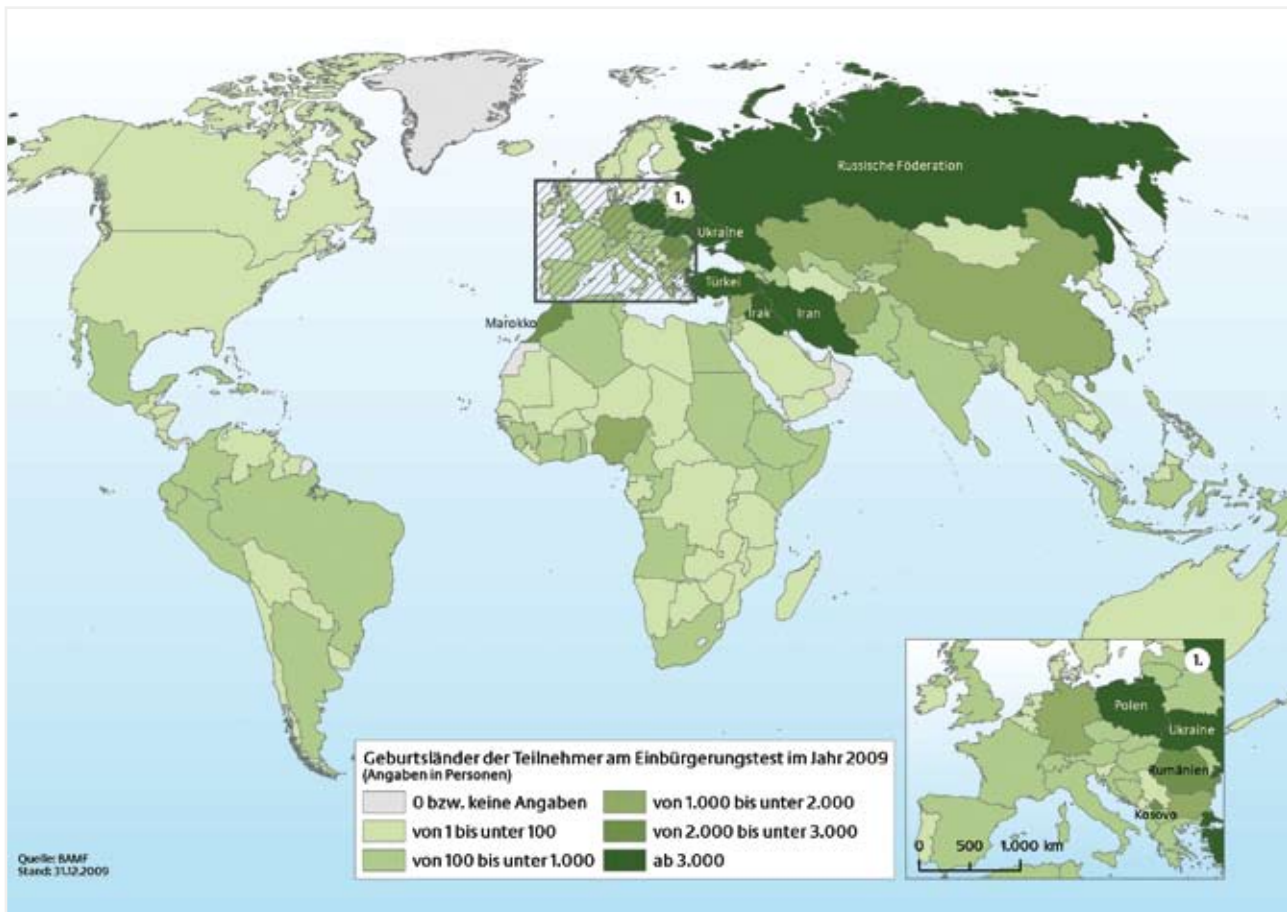 Russische Föderation
1.
Ukraine
Türkei
Irak
Iran
Marokko
1.
Polen
Ukraine
Rumänien
Kosovo
0 500 1.000 km
Geburtsländer der Teilnehmer am Einbürgerungstest im Jahr 2009
(Angaben in Personen)
0 bzw. keine Angaben
von 1 bis unter 100
von 100 bis unter 1.000
von 1.000 bis unter 2.000
von 2.000 bis unter 3.000
ab 3.000
Quelle: BAMF
Stand: 31.12.2009